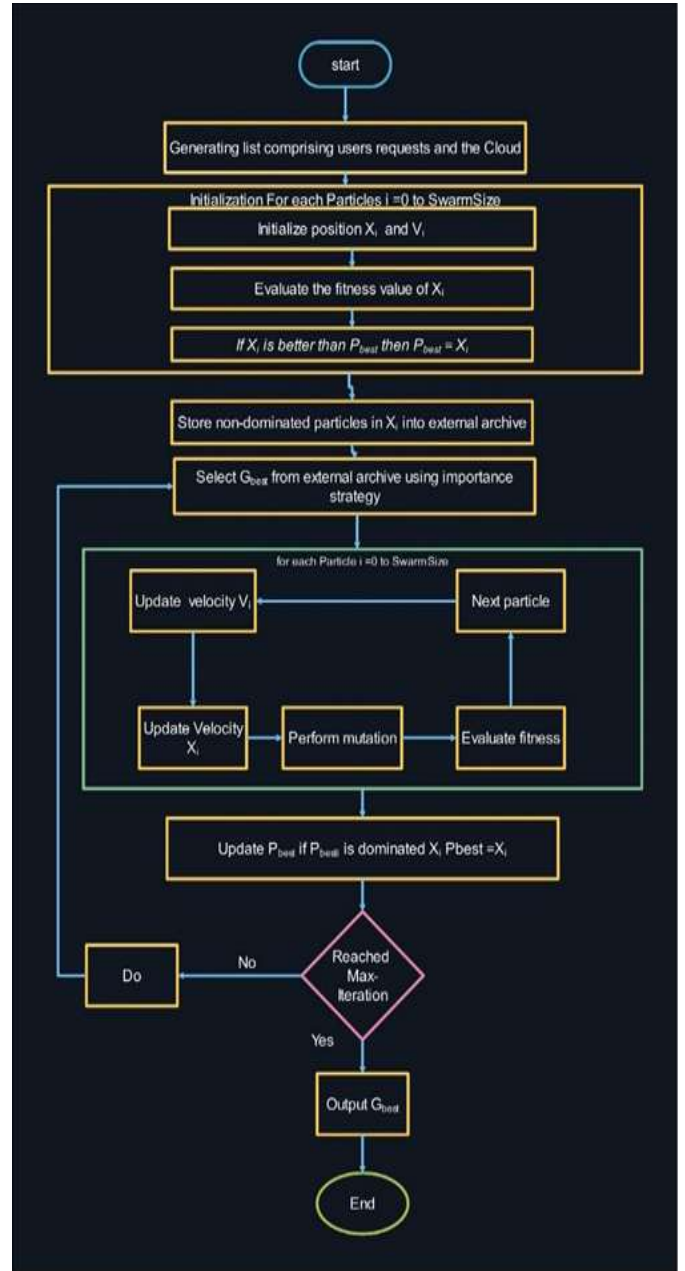 start
Generating list comprising users requests and the Cloud
Initialization For each Particles i =0 to SwarmSize
Initialize position Xi and Vi
Evaluate the fitness value of Xi
If Xi is better than Pbest then Pbest = Xi
Store non-dominated particles in Xi into external archive
Select Gbest from external archive using importance
strategy
for each Particle i =0 to SwarmSize
Update velocity Vi
Next particle
Update Velocity
Xi
Perform mutation
Evaluate fitness
Update Pbest if Pbest is dominated Xi Pbest =Xi
Reached
Max-
Iteration
No
Do
Yes
Output Gbest
End